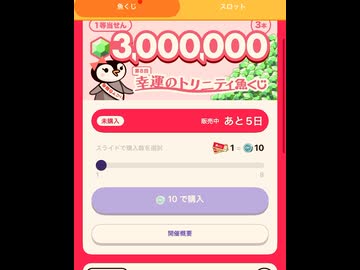 魚くじ スロット
1等当せん 3本
3,000,000
幸運のトリニティ魚くじ
未購入 販売中 あと5日
スライドで購入数を選択 1 = 10
1 8
10 で購入
開催概要